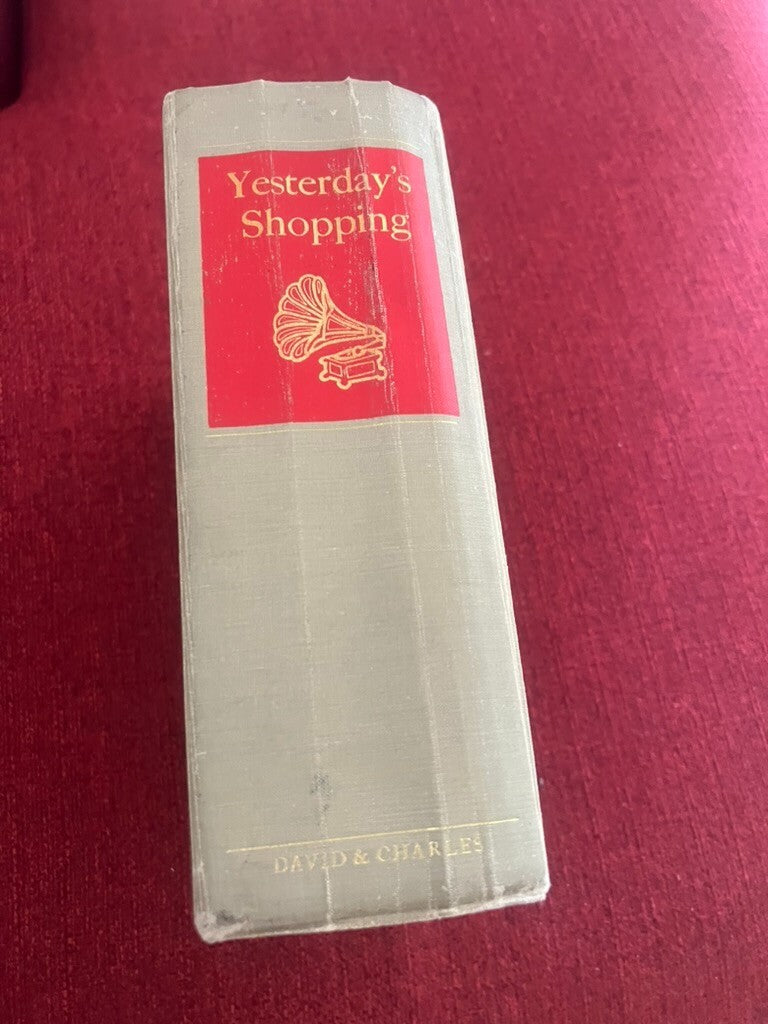 Yesterday's
Shopping
DAVID & CHARLES